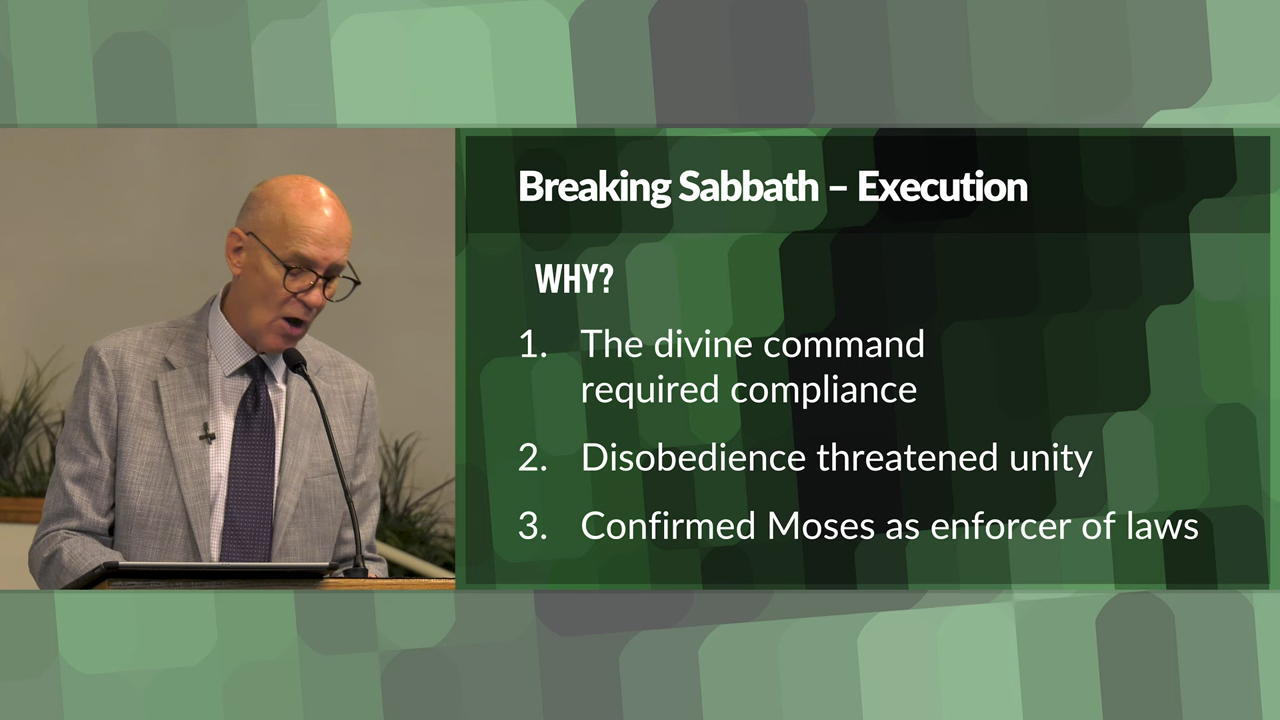 Breaking Sabbath – Execution
WHY?
1. The divine command
required compliance
2. Disobedience threatened unity
3. Confirmed Moses as enforcer of laws